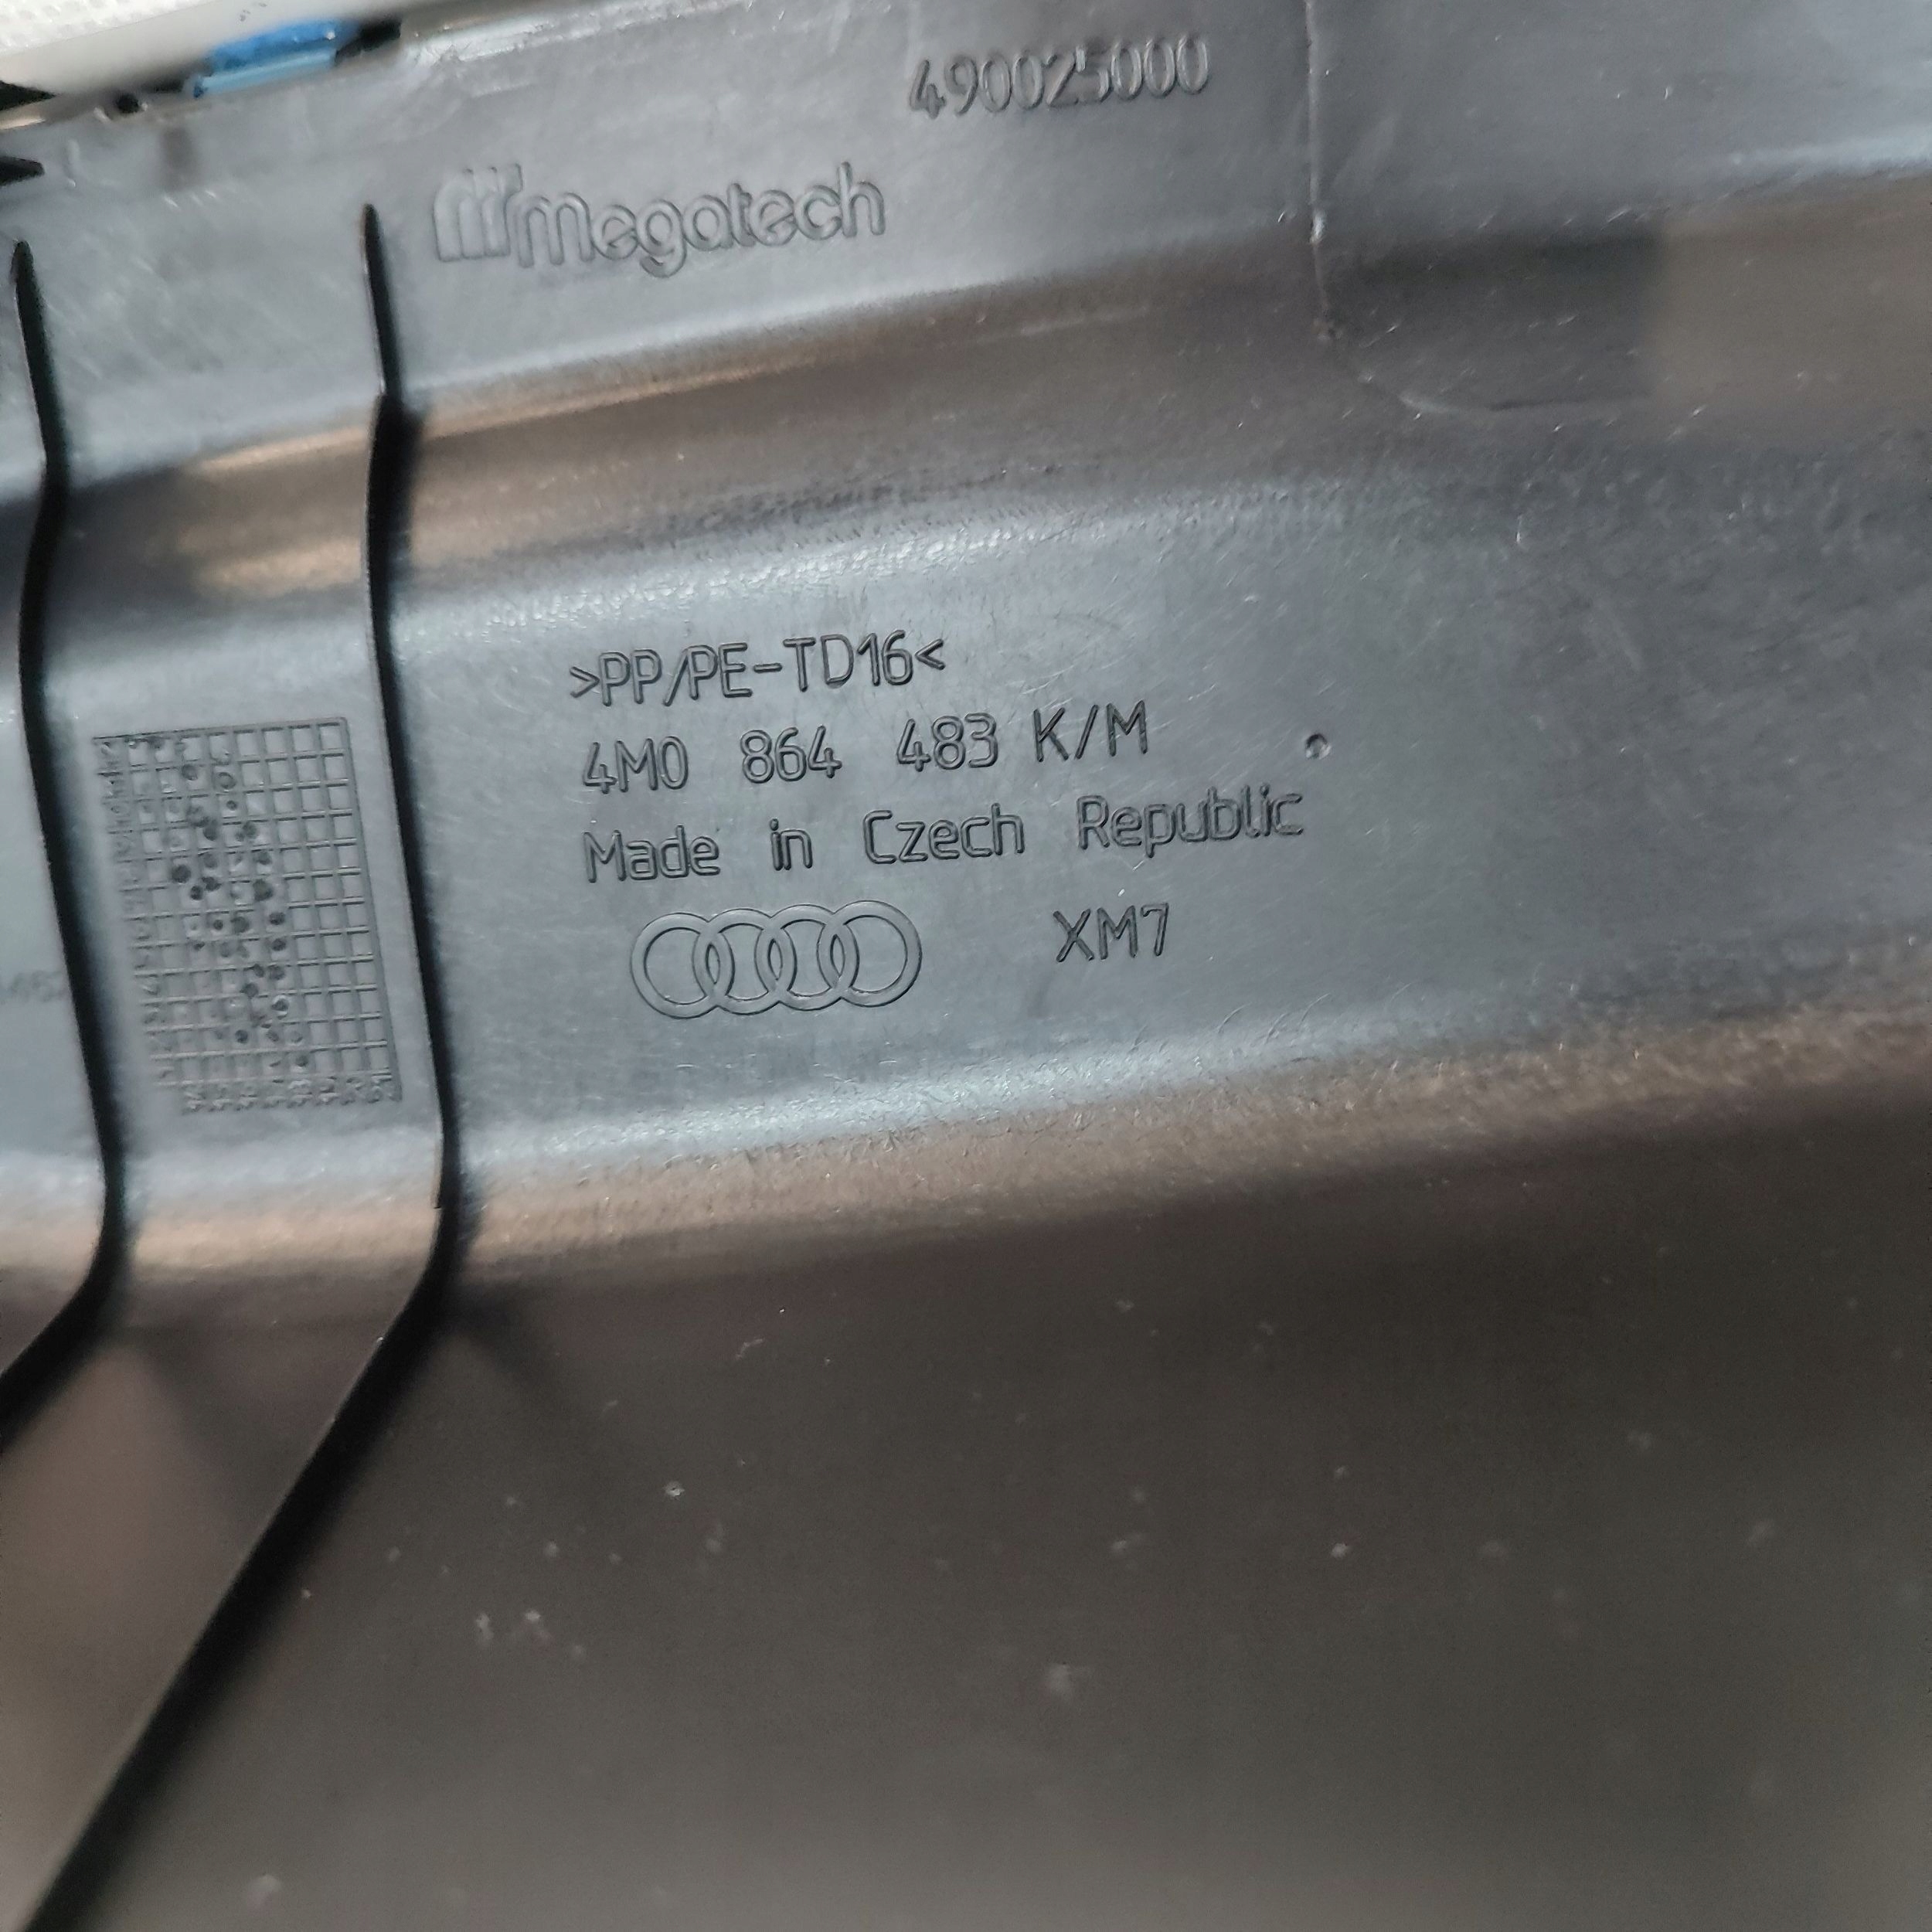 490025000
megatech
>PP/PE-TD16<
4M0 864 483 K/M
Made in Czech Republic
XM7